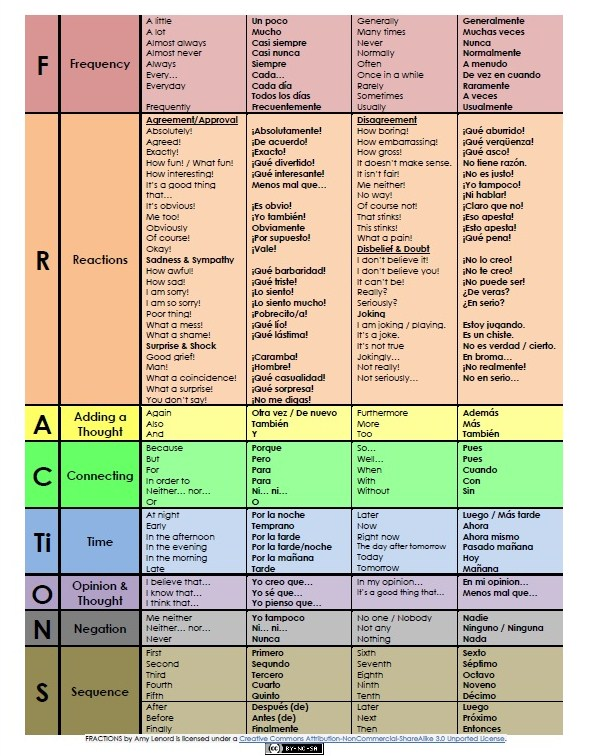 F Frequency
A little Un poco Generally Generalmente
A lot Mucho Many times Muchas veces
Almost always Casi siempre Never Nunca
Almost never Casi nunca Normally Normalmente
Always Siempre Often A menudo
Every… Cada… Once in a while De vez en cuando
Everyday Cada día Rarely Raramente
Todos los días Sometimes A veces
Frequently Frecuentemente Usually Usualmente
R Reactions
Agreement/Approval Disagreement
Absolutely! ¡Absolutamente! How boring! ¡Qué aburrido!
Agreed! ¡De acuerdo! How embarrassing! ¡Qué vergüenza!
Exactly! ¡Exacto! How gross! ¡Qué asco!
How fun! / What fun! ¡Qué divertido! It doesn't make sense. No tiene razón.
How interesting! ¡Qué interesante! It isn't fair! ¡No es justo!
It's a good thing Menos mal que… Me neither! ¡Yo tampoco!
that… No way! ¡Ni hablar!
It's obvious! ¡Es obvio! Of course not! ¡Claro que no!
Me too! ¡Yo también! That stinks! ¡Eso apesta!
Obviously Obviamente This stinks! ¡Esto apesta!
Of course! ¡Por supuesto! What a pain! ¡Qué pena!
Okay! ¡Vale! Disbelief & Doubt
Sadness & Sympathy I don't believe it! ¡No lo creo!
How awful! ¡Qué barbaridad! I don't believe you! ¡No te creo!
How sad! ¡Qué triste! It can't be! ¡No puede ser!
I am sorry! ¡Lo siento! Really? ¿De veras?
I am so sorry! ¡Lo siento mucho! Seriously? ¿En serio?
Poor thing! ¡Pobrecito/a! Joking
What a mess! ¡Qué lío! I am joking / playing. Estoy jugando.
What a shame! ¡Qué lástima! It's a joke. Es un chiste.
Surprise & Shock It's not true No es verdad / cierto.
Good grief! ¡Caramba! Jokingly… En broma…
Man! ¡Hombre! Not really! ¡No realmente!
What a coincidence! ¡Qué casualidad! Not seriously… No en serio…
What a surprise! ¡Qué sorpresa!
You don't say! ¡No me digas!
A Adding a Thought
Again Otra vez / De nuevo Furthermore Además
Also También More Más
And Y Too También
C Connecting
Because Porque So… Pues
But Pero Well… Pues
For Para When Cuando
In order to Para With Con
Neither… nor… Ni… ni… Without Sin
Or O
Ti Time
At night Por la noche Later Luego / Más tarde
Early Temprano Now Ahora
In the afternoon Por la tarde Right now Ahora mismo
In the evening Por la tarde/noche The day after tomorrow Pasado mañana
In the morning Por la mañana Today Hoy
Late Tarde Tomorrow Mañana
O Opinion & Thought
I believe that… Yo creo que… In my opinion… En mi opinion…
I know that… Yo sé que… It's a good thing that… Menos mal que…
I think that… Yo pienso que…
N Negation
Me neither Yo tampoco No one / Nobody Nadie
Neither… nor… Ni… ni… Not any Ninguno / Ninguna
Never Nunca Nothing Nada
S Sequence
First Primero Sixth Sexto
Second Segundo Seventh Séptimo
Third Tercero Eighth Octavo
Fourth Cuarto Ninth Noveno
Fifth Quinto Tenth Décimo
After Después (de) Later Luego
Before Antes (de) Next Próximo
Finally Finalmente Then Entonces
FRACTIONS by Amy Lenord is licensed under a Creative Commons Attribution-NonCommercial-ShareAlike 3.0 Unported License.
cc BY-NC-SA